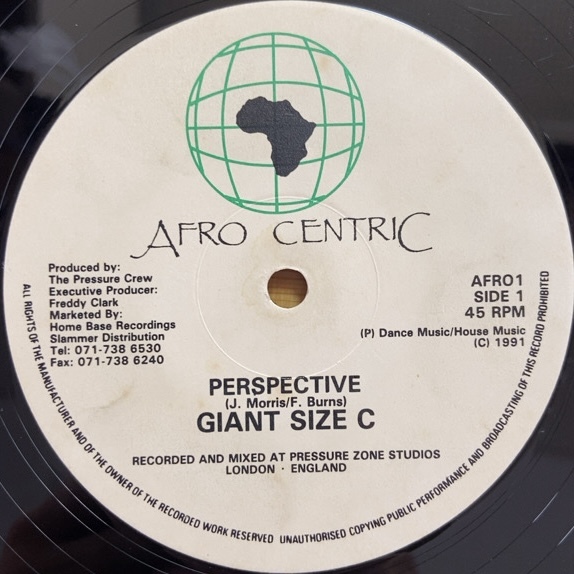 AFRO CENTRIC
Produced by:
The Pressure Crew
Executive Producer:
Freddy Clark
Marketed By:
Home Base Recordings
Slammer Distribution
Tel: 071-738 6530
Fax: 071-738 6240
AFRO1
SIDE 1
45 RPM
(P) Dance Music/House Music
(C) 1991
PERSPECTIVE
(J. Morris/F. Burns)
GIANT SIZE C
RECORDED AND MIXED AT PRESSURE ZONE STUDIOS
LONDON · ENGLAND
ALL RIGHTS OF THE MANUFACTURER AND OF THE OWNER OF THE RECORDED WORK RESERVED UNAUTHORISED COPYING PUBLIC PERFORMANCE AND BROADCASTING OF THIS RECORD PROHIBITED